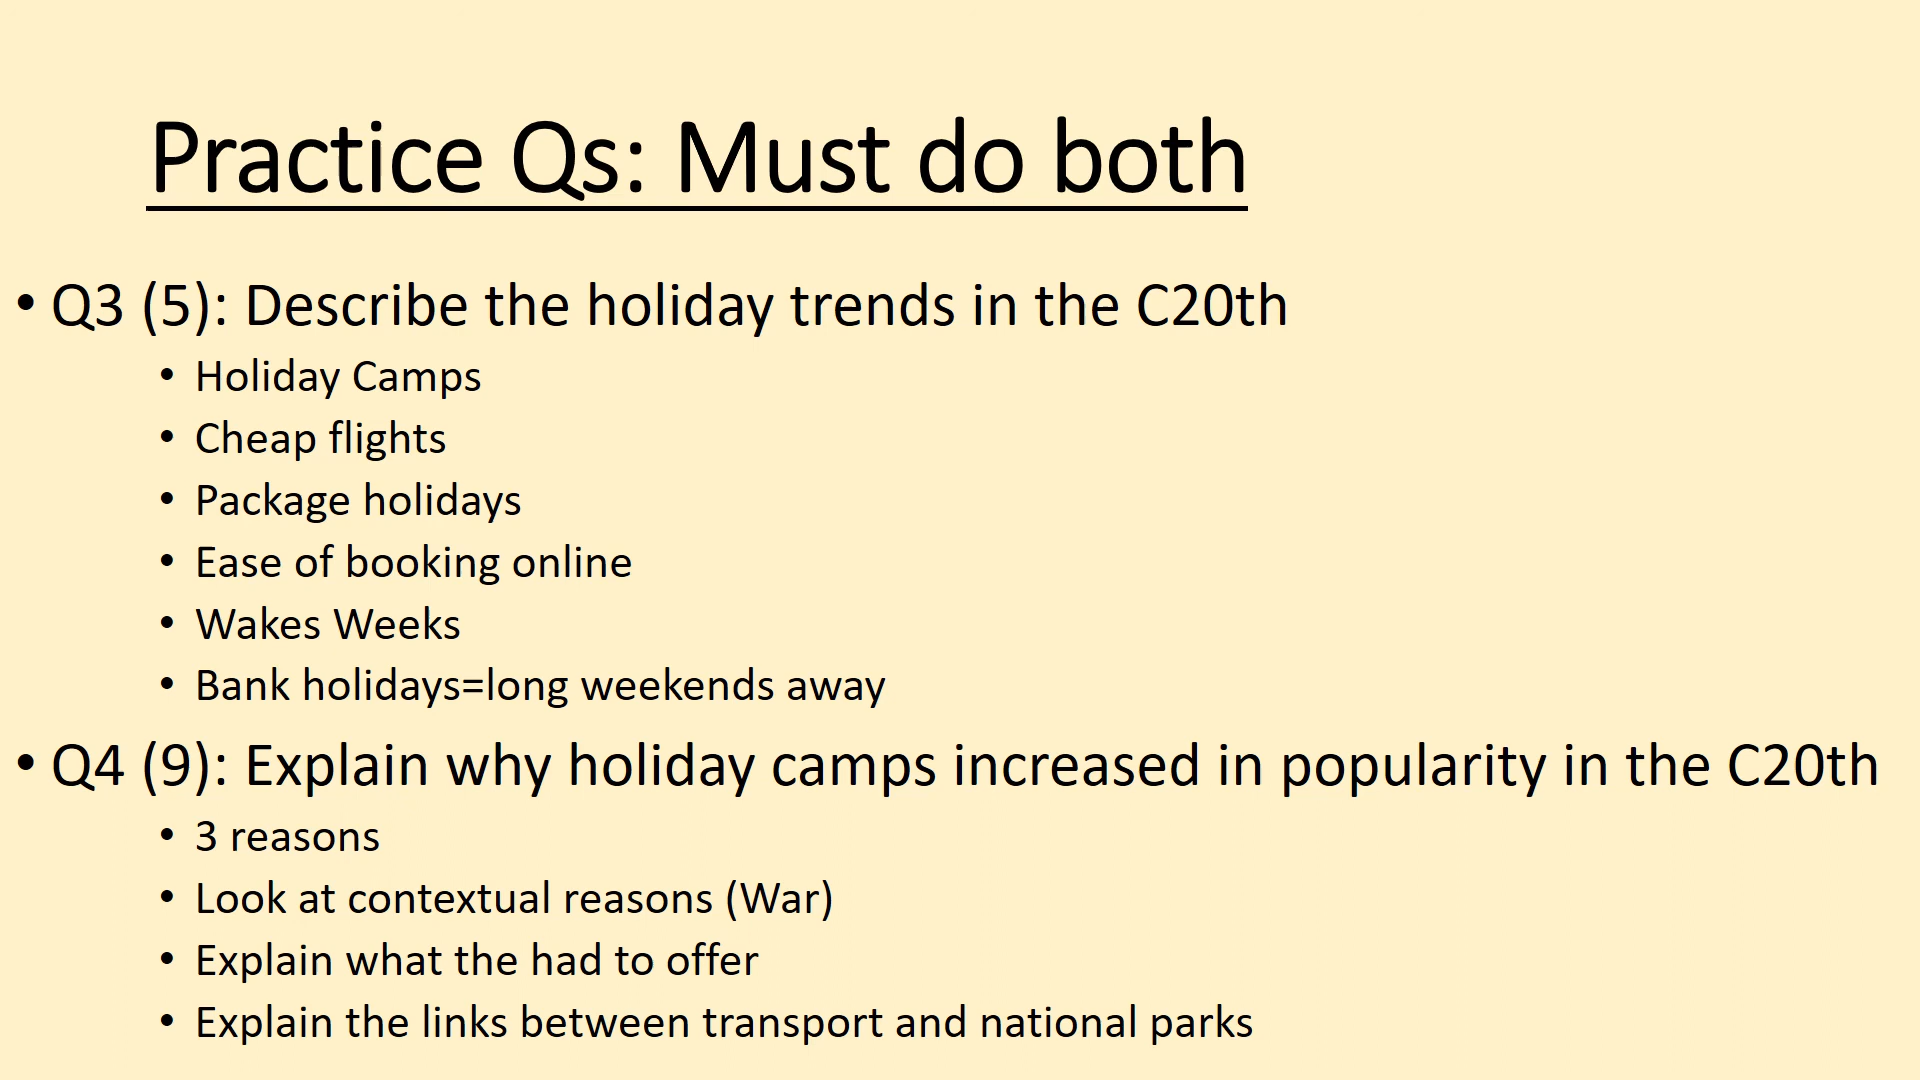 Practice Qs: Must do both
• Q3 (5): Describe the holiday trends in the C20th
• Holiday Camps
• Cheap flights
• Package holidays
• Ease of booking online
• Wakes Weeks
• Bank holidays=long weekends away
• Q4 (9): Explain why holiday camps increased in popularity in the C20th
• 3 reasons
• Look at contextual reasons (War)
• Explain what the had to offer
• Explain the links between transport and national parks